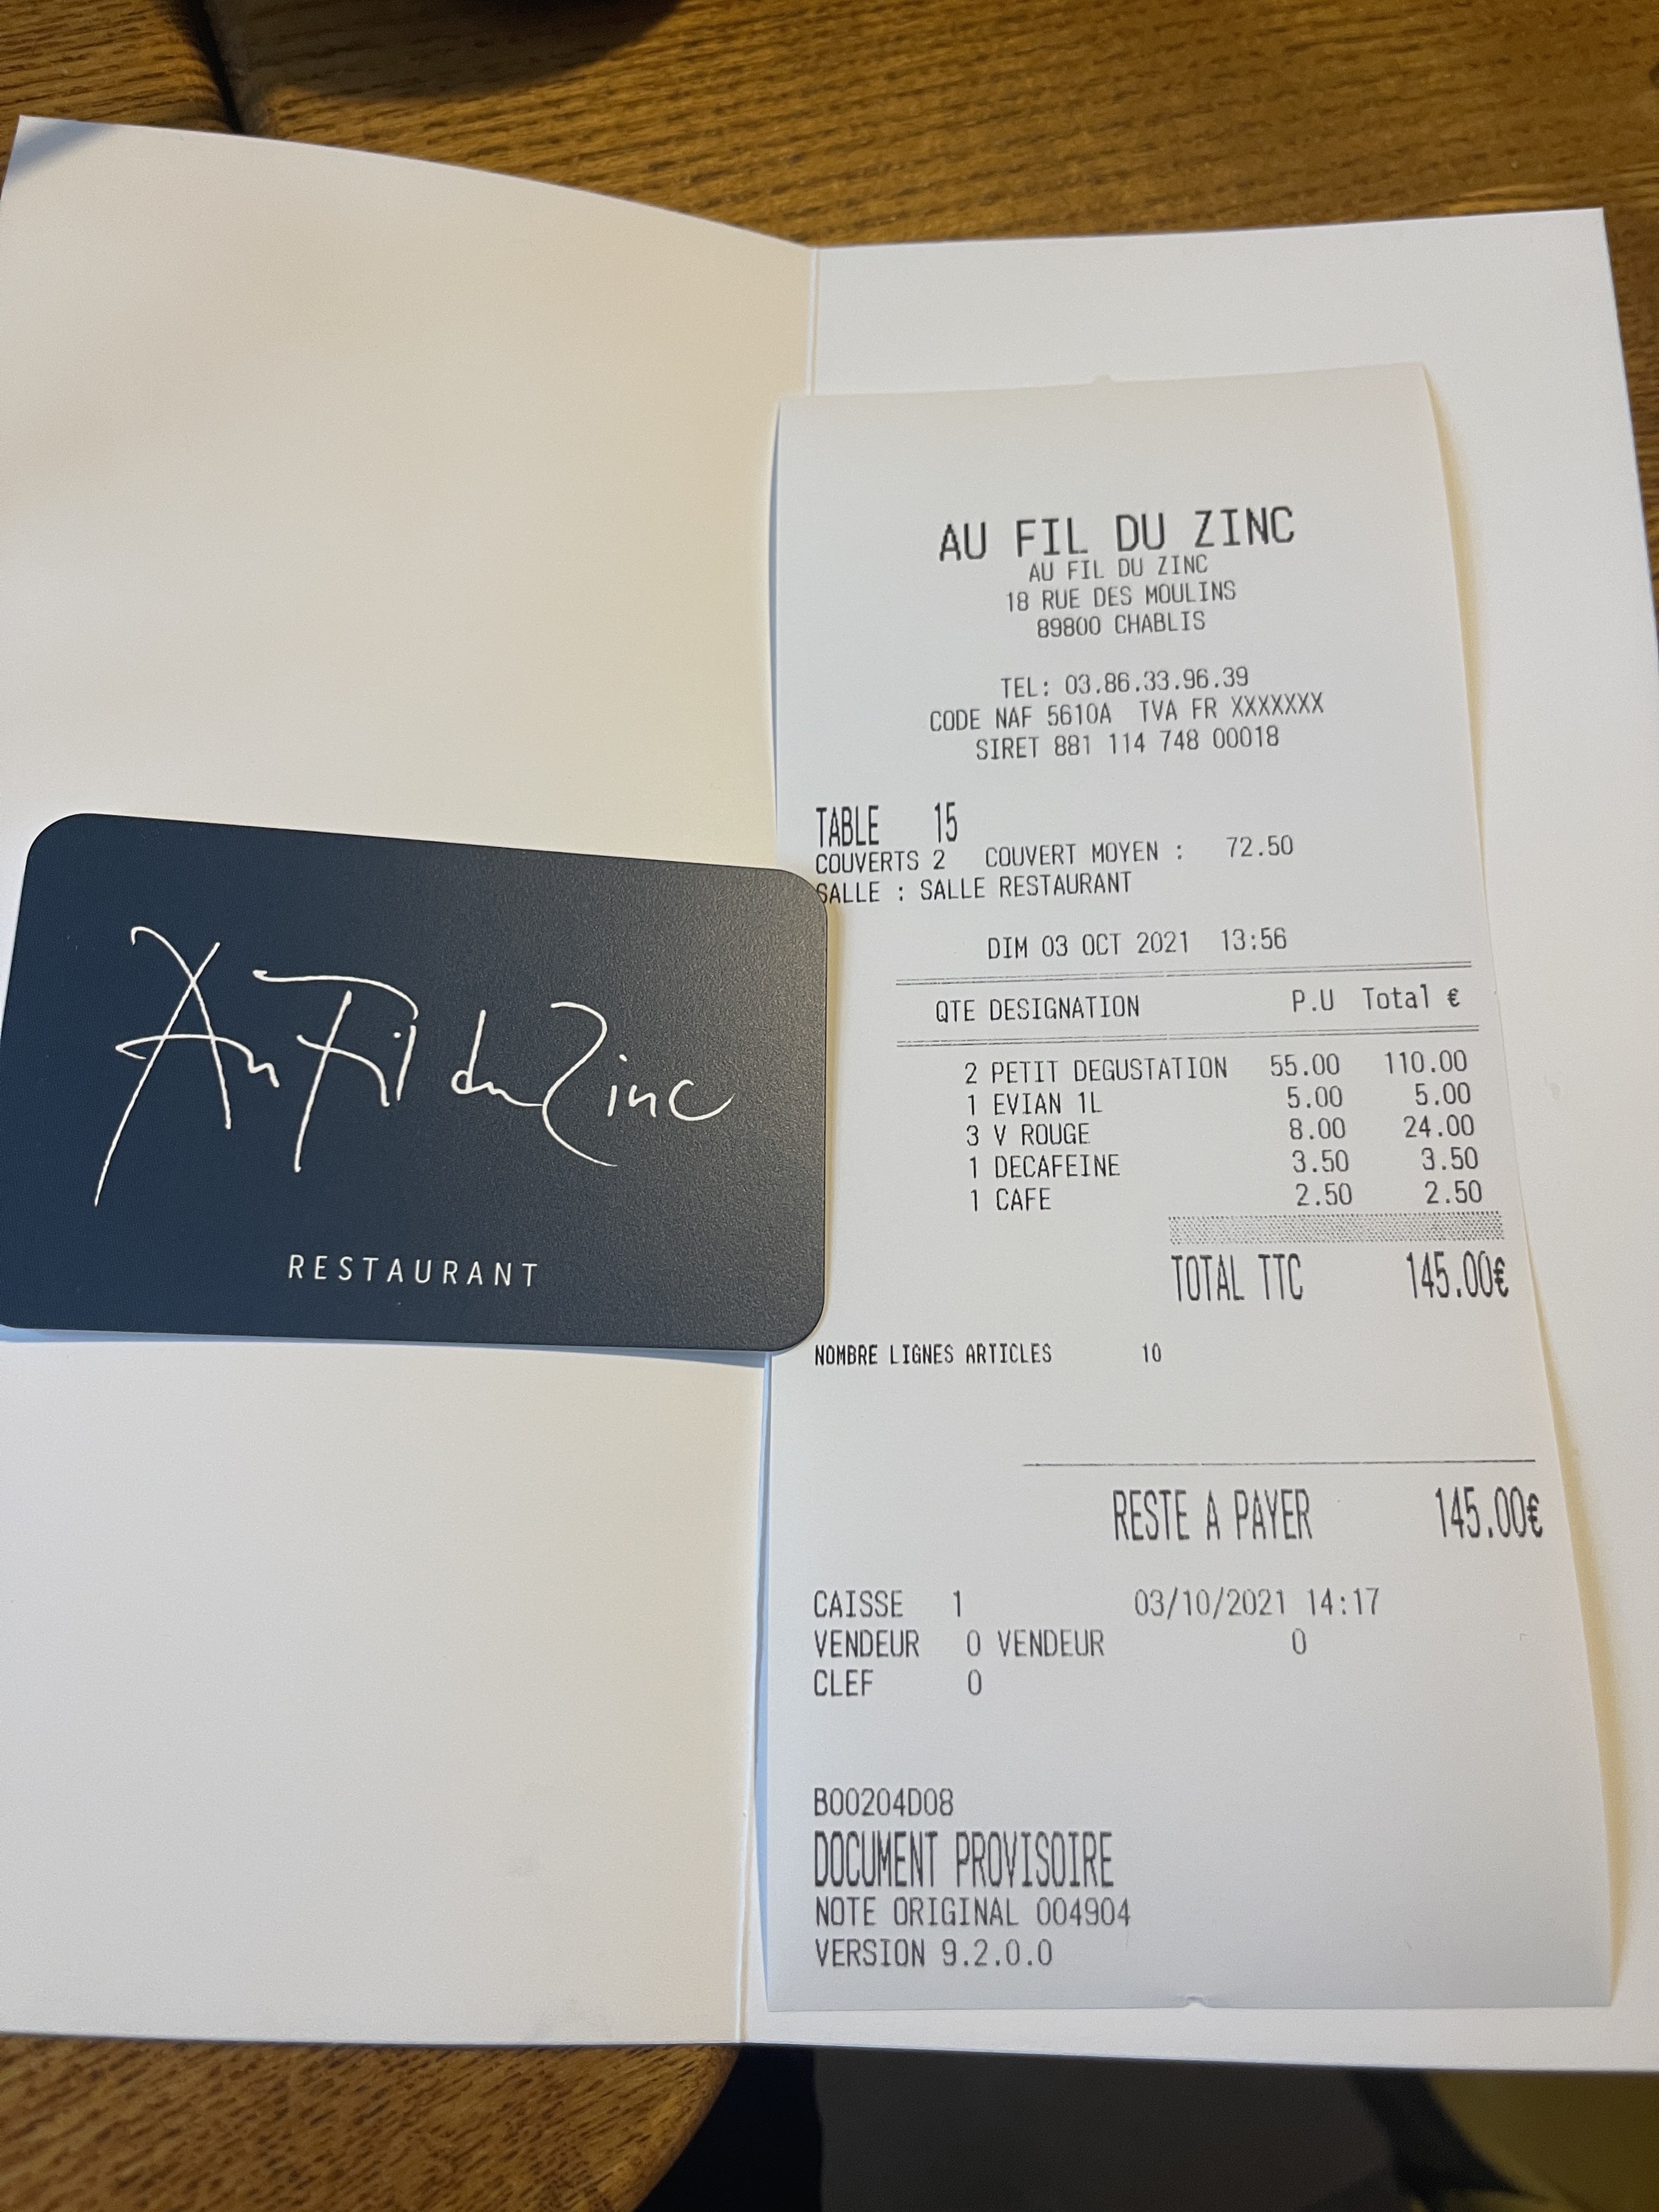 AU FIL DU ZINC
AU FIL DU ZINC
18 RUE DES MOULINS
89800 CHABLIS
TEL: 03.86.33.96.39
CODE NAF 5610A TVA FR XXXXXXX
SIRET 881 114 748 00018
TABLE 15
COUVERTS 2 COUVERT MOYEN : 72.50
SALLE : SALLE RESTAURANT
DIM 03 OCT 2021 13:56
QTE DESIGNATION P.U Total €
2 PETIT DEGUSTATION 55.00 110.00
1 EVIAN 1L 5.00 5.00
3 V ROUGE 8.00 24.00
1 DECAFEINE 3.50 3.50
1 CAFE 2.50 2.50
TOTAL TTC 145.00€
NOMBRE LIGNES ARTICLES 10
RESTE A PAYER 145.00€
CAISSE 1 03/10/2021 14:17
VENDEUR 0 VENDEUR 0
CLEF 0
B00204D08
DOCUMENT PROVISOIRE
NOTE ORIGINAL 004904
VERSION 9.2.0.0
Au Fil du Zinc
RESTAURANT